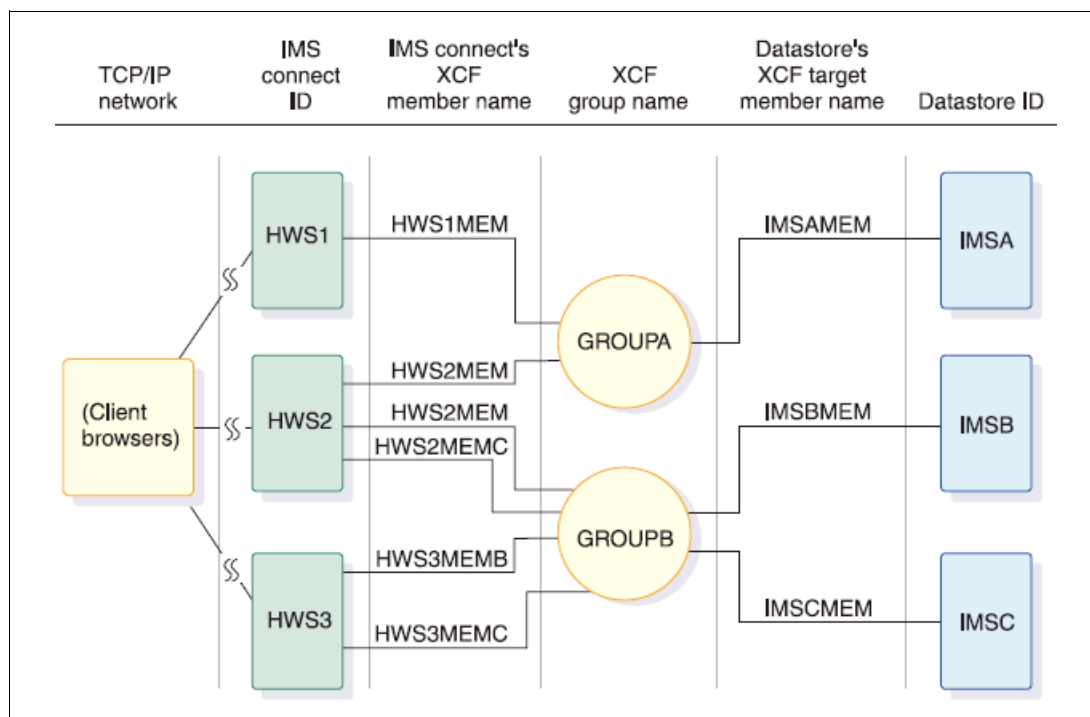 TCP/IP
network
IMS
connect
ID
IMS connect's
XCF
member name
XCF
group name
Datastore's
XCF target
member name
Datastore ID
HWS1
HWS1MEM
IMSAMEM
IMSA
GROUPA
(Client
browsers)
HWS2
HWS2MEM
HWS2MEM
HWS2MEMC
IMSBMEM
IMSB
GROUPB
HWS3
HWS3MEMB
HWS3MEMC
IMSCMEM
IMSC